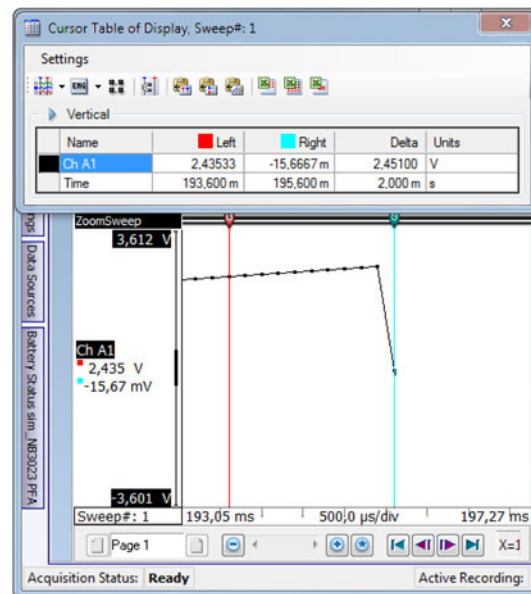 Cursor Table of Display, Sweep#: 1
Settings
ENG
Vertical
Name Left Right Delta Units
Ch A1 2,43533 -15,6667 m 2,45100 V
Time 193,600 m 195,600 m 2,000 m s
ZoomSweep
3,612 V
Ch A1
2,435 V
-15,67 mV
-3,601 V
Sweep#: 1 193,05 ms 500,0 µs/div 197,27 ms
ngs
Data Sources
Battery Status sim_NB3023 PFA
Page 1 X=1
Acquisition Status: Ready Active Recording: